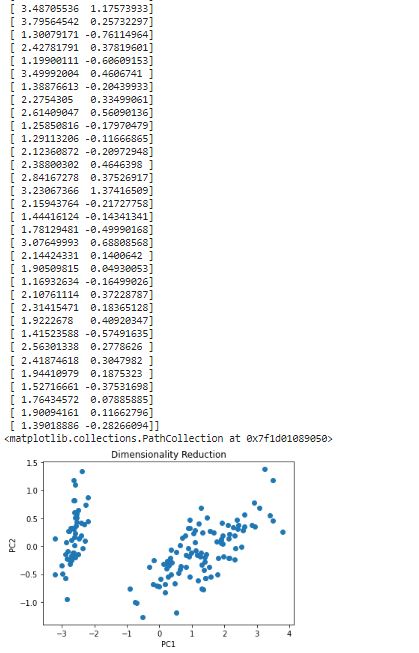 [ 3.48705536  1.17573933]
[ 3.79564542  0.25732297]
[ 1.30079171 -0.76114964]
[ 2.42781791  0.37819601]
[ 1.19900111 -0.60609153]
[ 3.49992004  0.4606741 ]
[ 1.38876613 -0.20439933]
[ 2.2754305   0.33499061]
[ 2.61409047  0.56090136]
[ 1.25850816 -0.17970479]
[ 1.29113206 -0.11666865]
[ 2.12360872 -0.20972948]
[ 2.38800302  0.4646398 ]
[ 2.84167278  0.37526917]
[ 3.23067366  1.37416509]
[ 2.15943764 -0.21727758]
[ 1.44416124 -0.14341341]
[ 1.78129481 -0.49990168]
[ 3.07649993  0.68808568]
[ 2.14424331  0.1400642 ]
[ 1.90509815  0.04930053]
[ 1.16932634 -0.16499026]
[ 2.10761114  0.37228787]
[ 2.31415471  0.18365128]
[ 1.9222678   0.40920347]
[ 1.41523588 -0.57491635]
[ 2.56301338  0.2778626 ]
[ 2.41874618  0.3047982 ]
[ 1.94410979  0.1875323 ]
[ 1.52716661 -0.37531698]
[ 1.76434572  0.07885885]
[ 1.90094161  0.11662796]
[ 1.39018886 -0.28266094]]
<matplotlib.collections.PathCollection at 0x7f1d01089050>
Dimensionality Reduction
1.5
1.0
0.5
0.0
−0.5
−1.0
PC2
−3 −2 −1 0 1 2 3 4
PC1